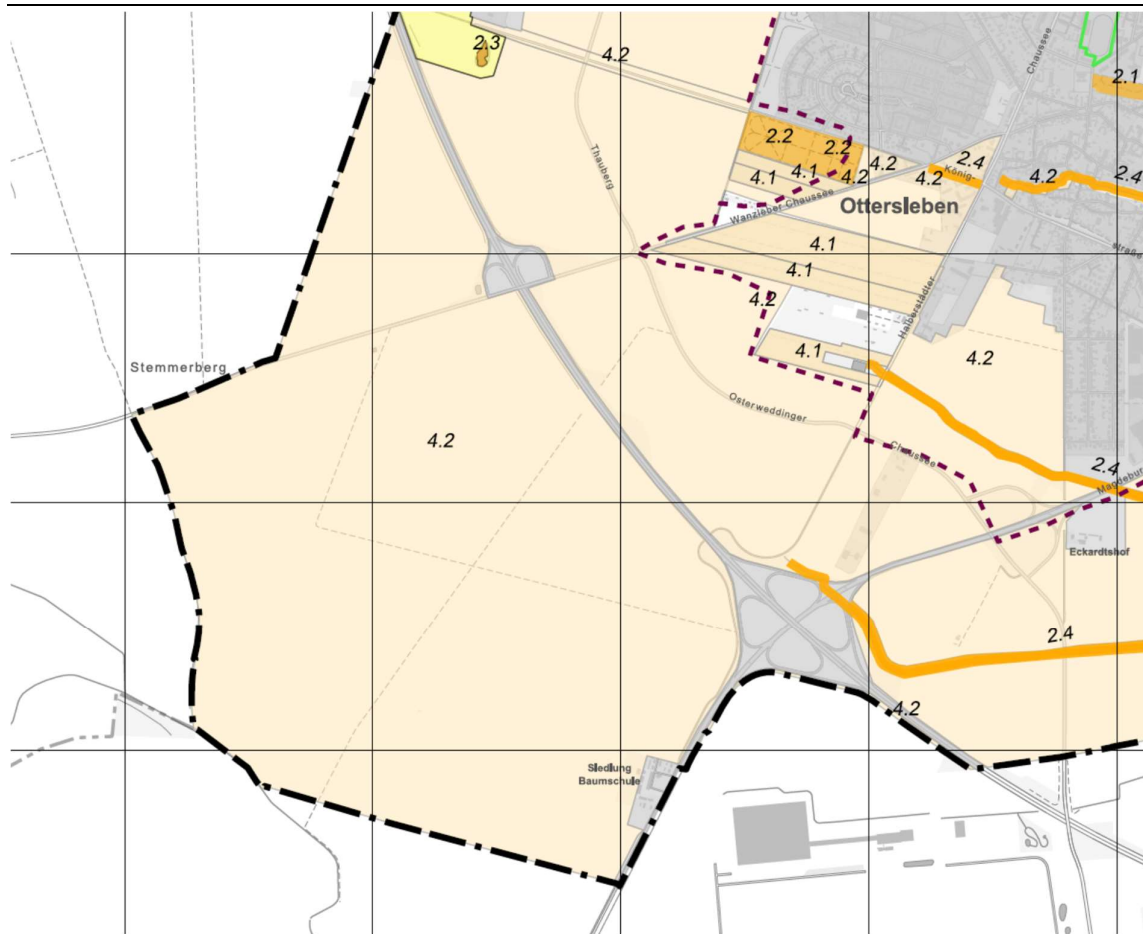 2.3
4.2
Chaussee
2.1
2.2
2.2
4.1
4.1
4.2
4.2
4.2
2.4
König-
4.2
2.4
Thauberg
Wanzleber Chaussee
Ottersleben
straße
4.1
4.1
4.2
Halberstädter
4.1
4.2
Stemmerberg
Osterweddinger
Chaussee
4.2
2.4
Magdebur
Eckardtshof
2.4
4.2
Siedlung
Baumschule